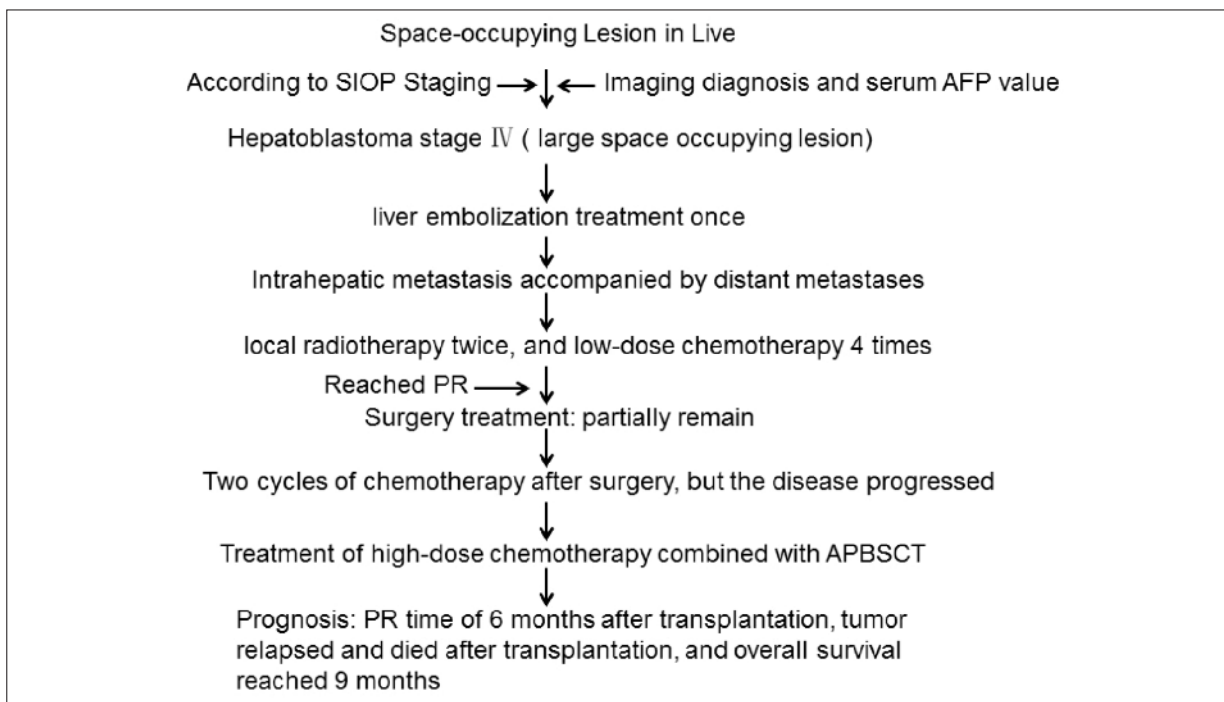 Space-occupying Lesion in Live
According to SIOP Staging
Imaging diagnosis and serum AFP value
Hepatoblastoma stage Ⅳ ( large space occupying lesion)
liver embolization treatment once
Intrahepatic metastasis accompanied by distant metastases
local radiotherapy twice, and low-dose chemotherapy 4 times
Reached PR
Surgery treatment: partially remain
Two cycles of chemotherapy after surgery, but the disease progressed
Treatment of high-dose chemotherapy combined with APBSCT
Prognosis: PR time of 6 months after transplantation, tumor
relapsed and died after transplantation, and overall survival
reached 9 months